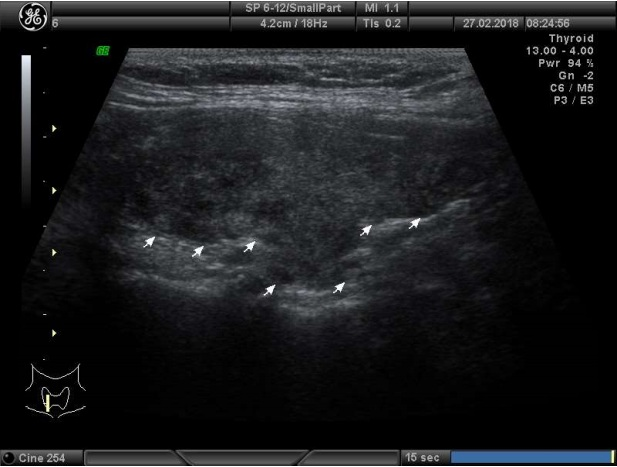 GE
SP 6-12/SmallPart
MI 1.1
6
4.2cm / 18Hz
TIs 0.2
27.02.2018
08:24:56
GE
Thyroid
13.00 - 4.00
Pwr 94 %
Gn -2
C6 / M5
P3 / E3
Cine 254
15 sec